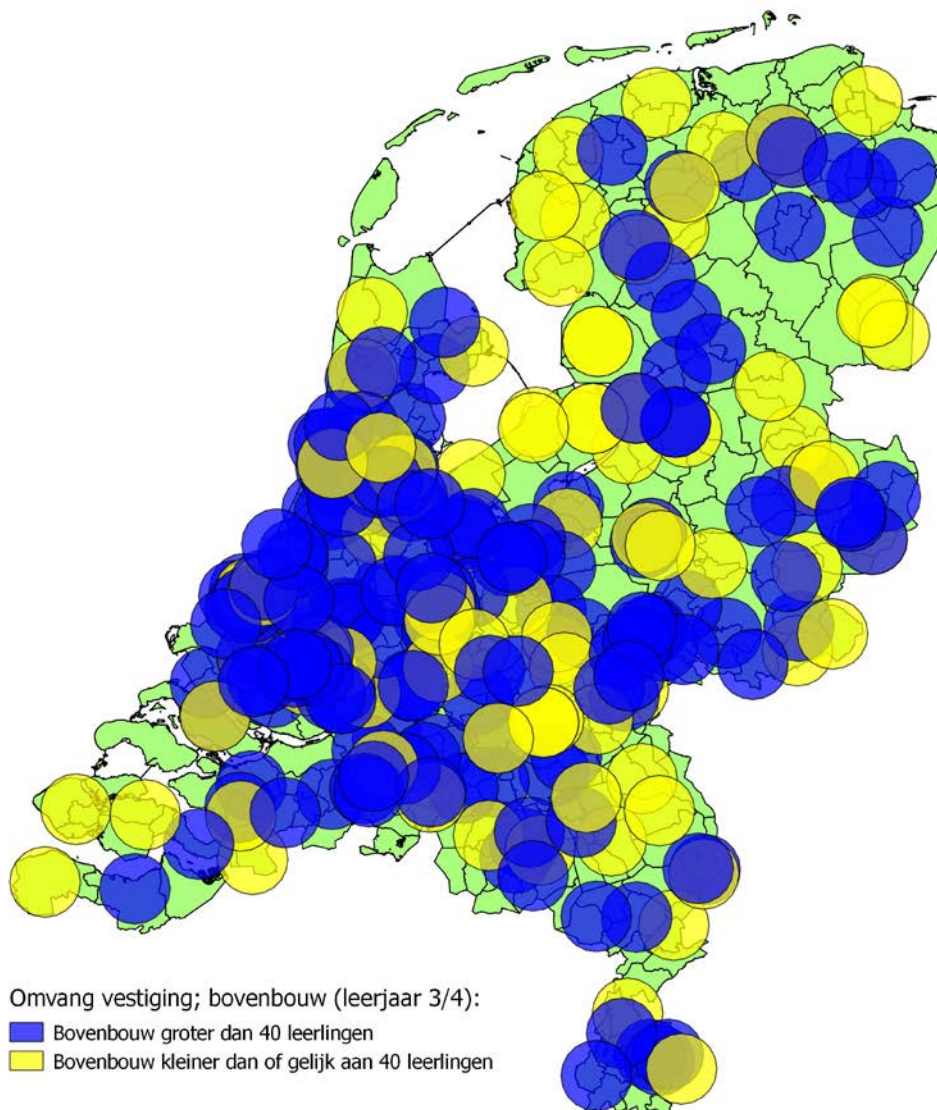 Omvang vestiging; bovenbouw (leerjaar 3/4):
Bovenbouw groter dan 40 leerlingen
Bovenbouw kleiner dan of gelijk aan 40 leerlingen